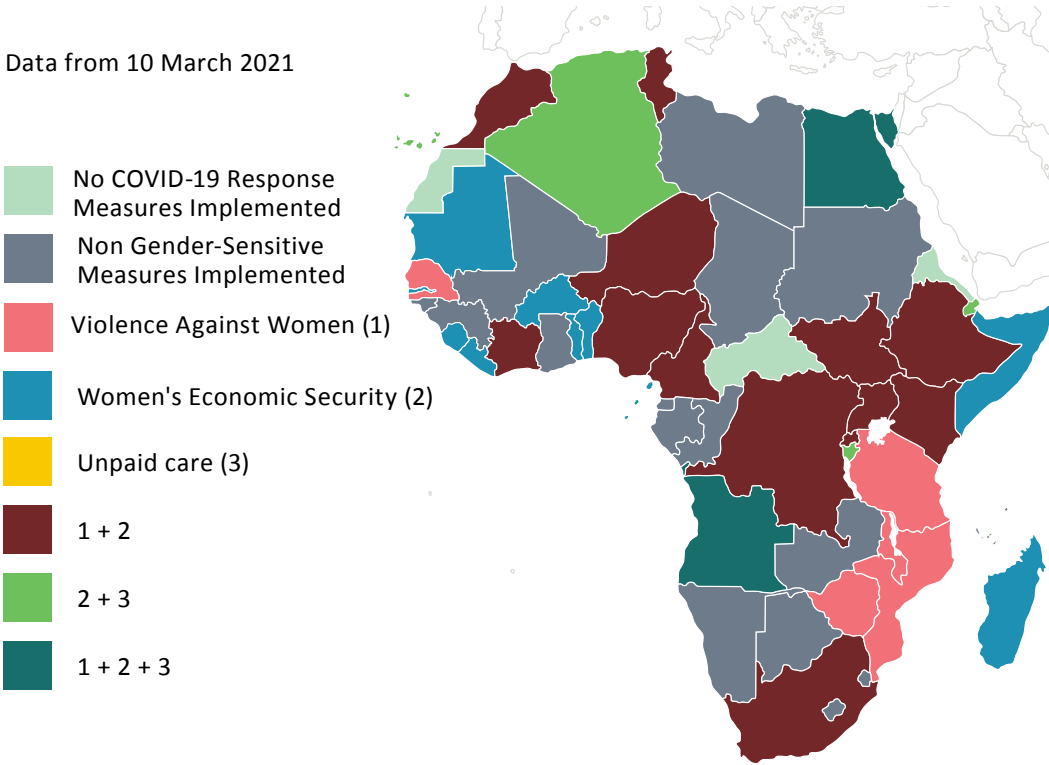 Data from 10 March 2021
No COVID-19 Response
Measures Implemented
Non Gender-Sensitive
Measures Implemented
Violence Against Women (1)
Women's Economic Security (2)
Unpaid care (3)
1 + 2
2 + 3
1 + 2 + 3